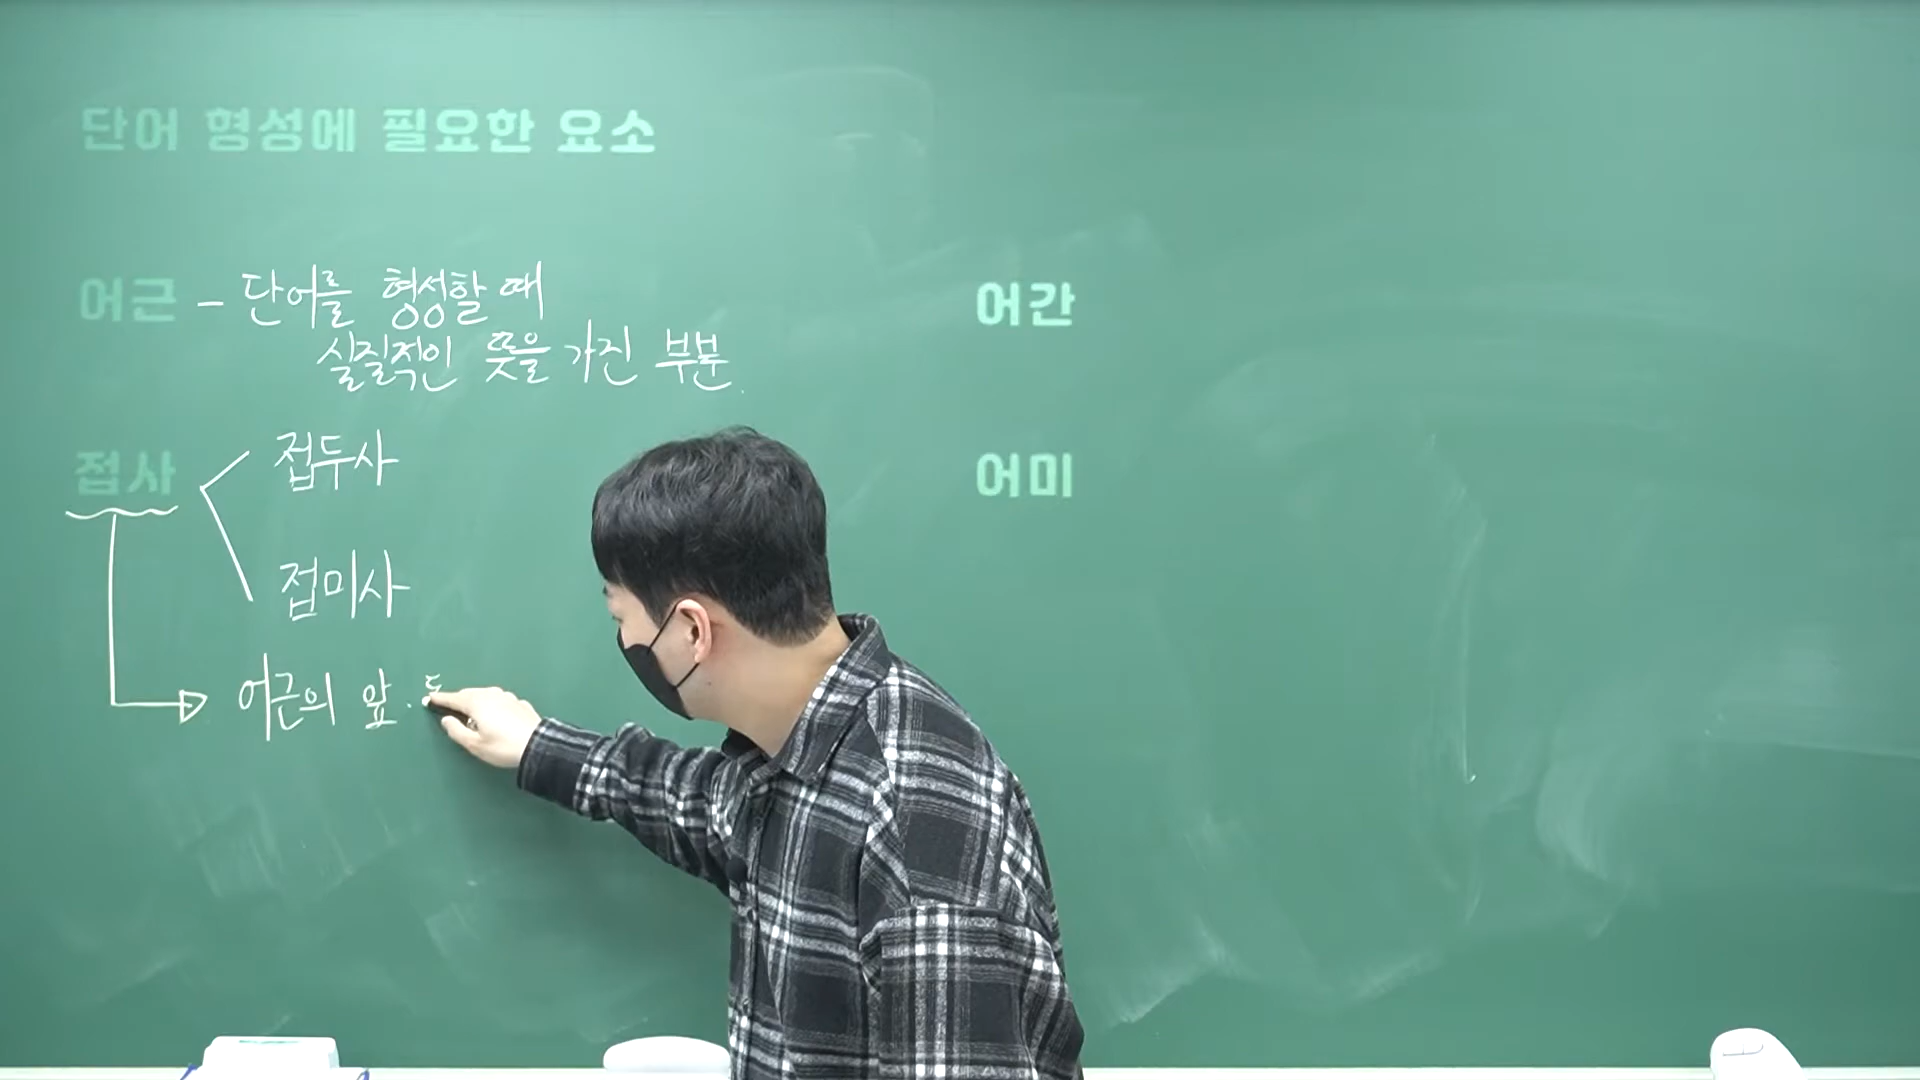 단어 형성에 필요한 요소
어근 - 단어를 형성할 때
실질적인 뜻을 가진 부분.
접사
접두사
접미사
어근의 앞·
어간
어미